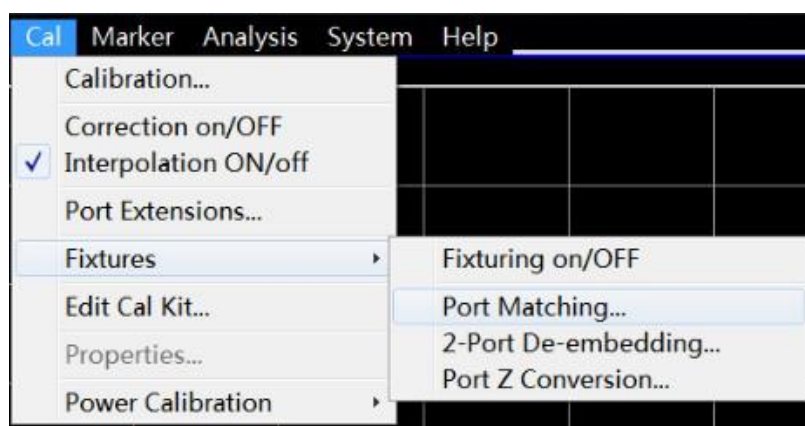 Cal Marker Analysis System Help
Calibration...
Correction on/OFF
Interpolation ON/off
Port Extensions...
Fixtures
Fixturing on/OFF
Edit Cal Kit...
Port Matching...
Properties...
2-Port De-embedding...
Port Z Conversion...
Power Calibration